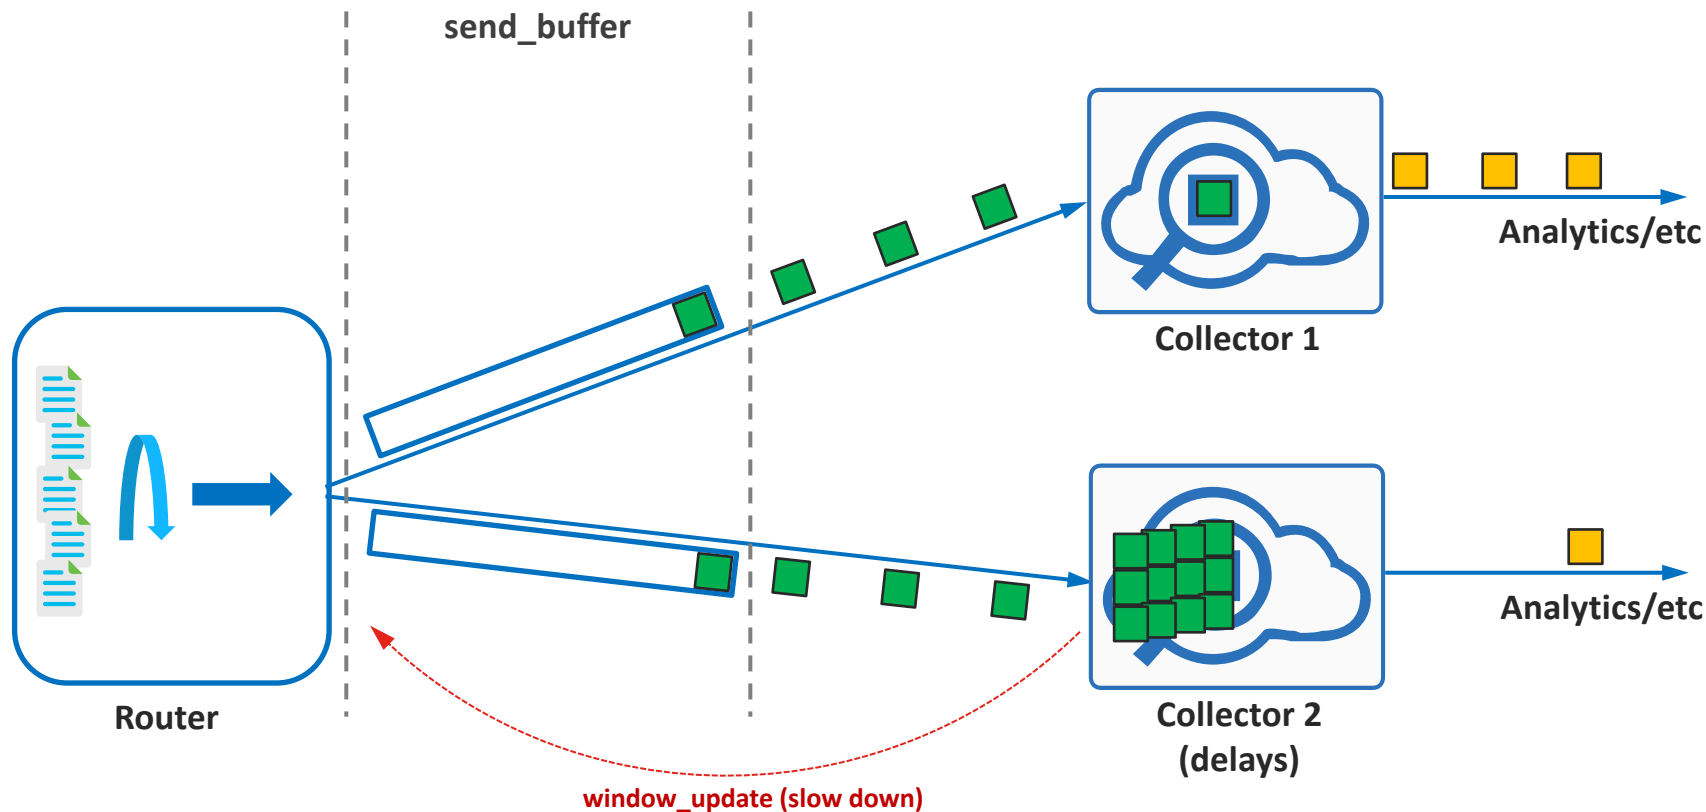 send_buffer
Analytics/etc
Collector 1
Router
Analytics/etc
Collector 2
(delays)
window_update (slow down)